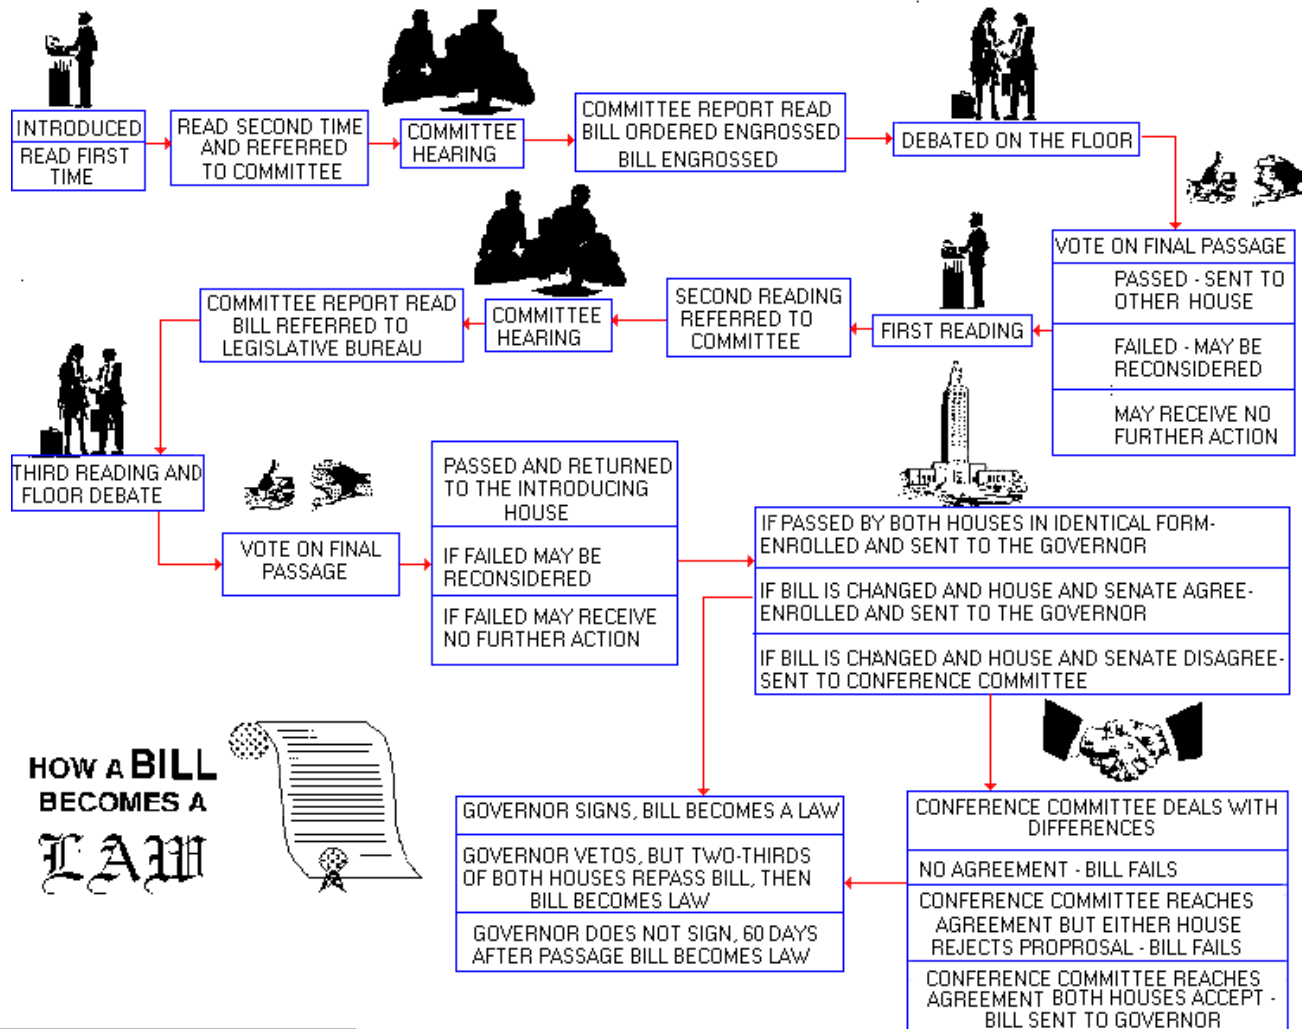 INTRODUCED
READ FIRST
TIME
READ SECOND TIME
AND REFERRED
TO COMMITTEE
COMMITTEE
HEARING
COMMITTEE REPORT READ
BILL ORDERED ENGROSSED
BILL ENGROSSED
DEBATED ON THE FLOOR
VOTE ON FINAL PASSAGE
PASSED - SENT TO
OTHER HOUSE
FAILED - MAY BE
RECONSIDERED
MAY RECEIVE NO
FURTHER ACTION
FIRST READING
SECOND READING
REFERRED TO
COMMITTEE
COMMITTEE
HEARING
COMMITTEE REPORT READ
BILL REFERRED TO
LEGISLATIVE BUREAU
THIRD READING AND
FLOOR DEBATE
VOTE ON FINAL
PASSAGE
PASSED AND RETURNED
TO THE INTRODUCING
HOUSE
IF FAILED MAY BE
RECONSIDERED
IF FAILED MAY RECEIVE
NO FURTHER ACTION
IF PASSED BY BOTH HOUSES IN IDENTICAL FORM-
ENROLLED AND SENT TO THE GOVERNOR
IF BILL IS CHANGED AND HOUSE AND SENATE AGREE-
ENROLLED AND SENT TO THE GOVERNOR
IF BILL IS CHANGED AND HOUSE AND SENATE DISAGREE-
SENT TO CONFERENCE COMMITTEE
CONFERENCE COMMITTEE DEALS WITH
DIFFERENCES
NO AGREEMENT - BILL FAILS
CONFERENCE COMMITTEE REACHES
AGREEMENT BUT EITHER HOUSE
REJECTS PROPROSAL - BILL FAILS
CONFERENCE COMMITTEE REACHES
AGREEMENT BOTH HOUSES ACCEPT -
BILL SENT TO GOVERNOR
GOVERNOR SIGNS, BILL BECOMES A LAW
GOVERNOR VETOS, BUT TWO-THIRDS
OF BOTH HOUSES REPASS BILL, THEN
BILL BECOMES LAW
GOVERNOR DOES NOT SIGN, 60 DAYS
AFTER PASSAGE BILL BECOMES LAW
HOW A BILL
BECOMES A
LAW